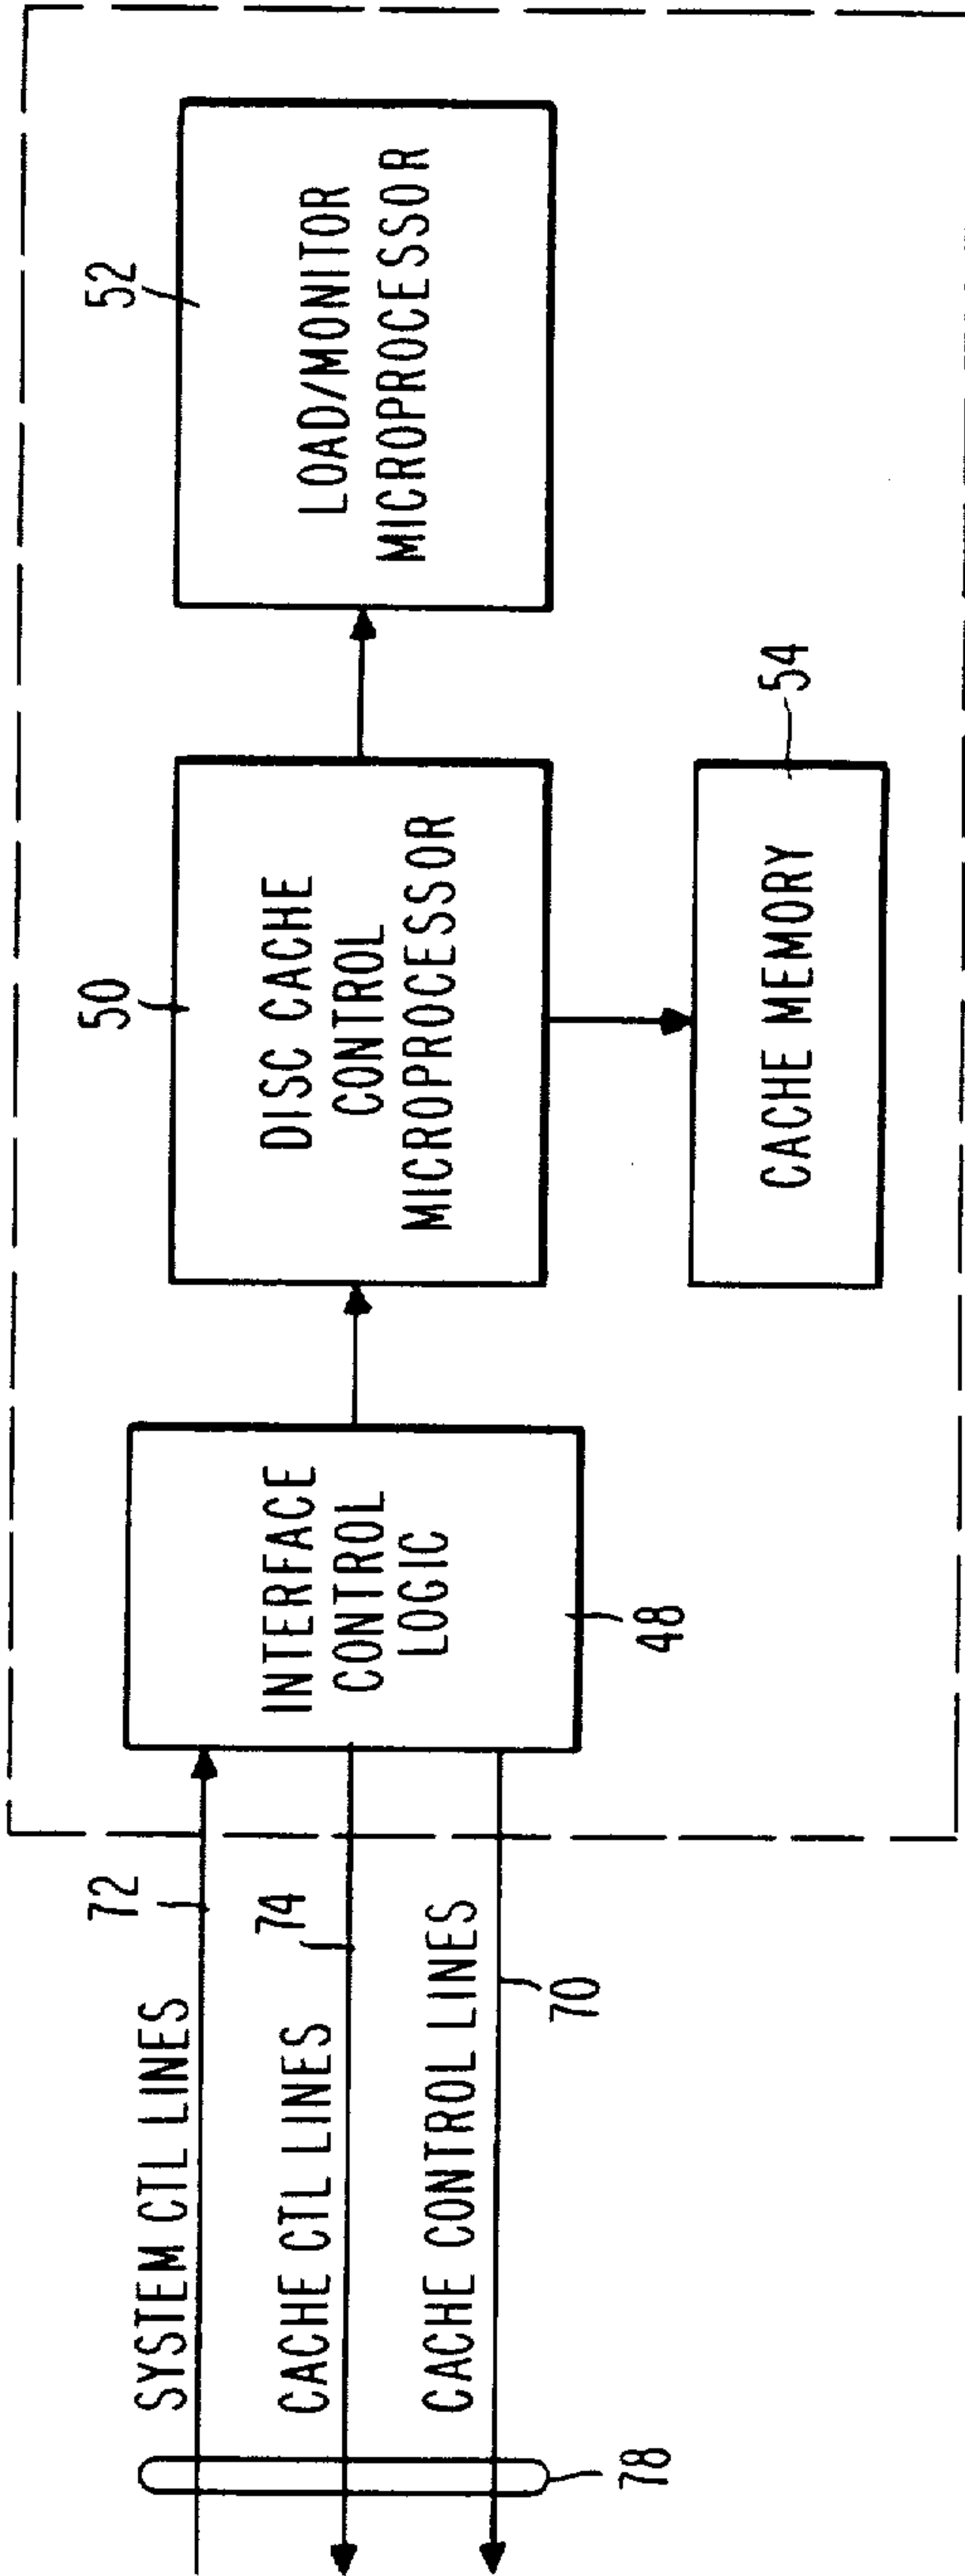 SYSTEM CTL LINES
72
CACHE CTL LINES
74
CACHE CONTROL LINES
70
78
INTERFACE
CONTROL
LOGIC
48
50
DISC CACHE
CONTROL
MICROPROCESSOR
52
LOAD/MONITOR
MICROPROCESSOR
CACHE MEMORY
54